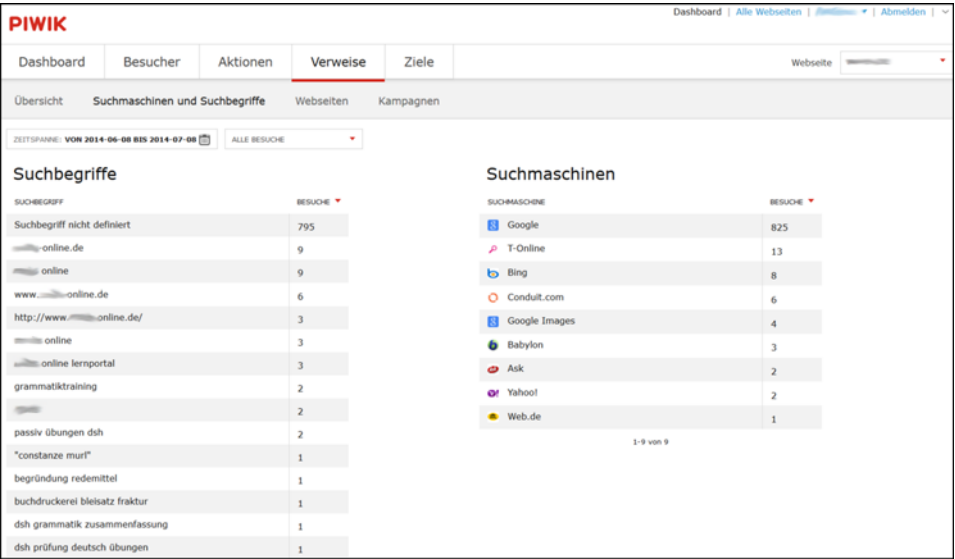 Dashboard | Alle Webseiten | | Abmelden |
PIWIK
Dashboard Besucher Aktionen Verweise Ziele Webseite
Übersicht Suchmaschinen und Suchbegriffe Webseiten Kampagnen
ZEITSPANNE: VON 2014-06-08 BIS 2014-07-08 ALLE BESUCHE
Suchbegriffe
SUCHBEGRIFF BESUCHE
Suchbegriff nicht definiert 795
-online.de 9
online 9
www. -online.de 6
http://www. online.de/ 3
online 3
online lernportal 3
grammatiktraining 2
2
passiv übungen dsh 2
"constanze murl" 1
begründung redemittel 1
buchdruckerei bleisatz fraktur 1
dsh grammatik zusammenfassung 1
dsh prüfung deutsch übungen 1
Suchmaschinen
SUCHMASCHINE BESUCHE
Google 825
T-Online 13
Bing 8
Conduit.com 6
Google Images 4
Babylon 3
Ask 2
Yahoo! 2
Web.de 1
1-9 von 9